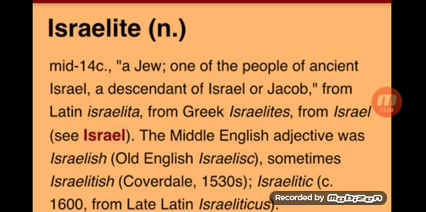 Israelite (n.)
mid-14c., "a Jew; one of the people of ancient
Israel, a descendant of Israel or Jacob," from
Latin israelita, from Greek Israelites, from Israel
(see Israel). The Middle English adjective was
Israelish (Old English Israelisc), sometimes
Israelitish (Coverdale, 1530s); Israelitic (c.
1600, from Late Latin Israeliticus).
Recorded by mobizen